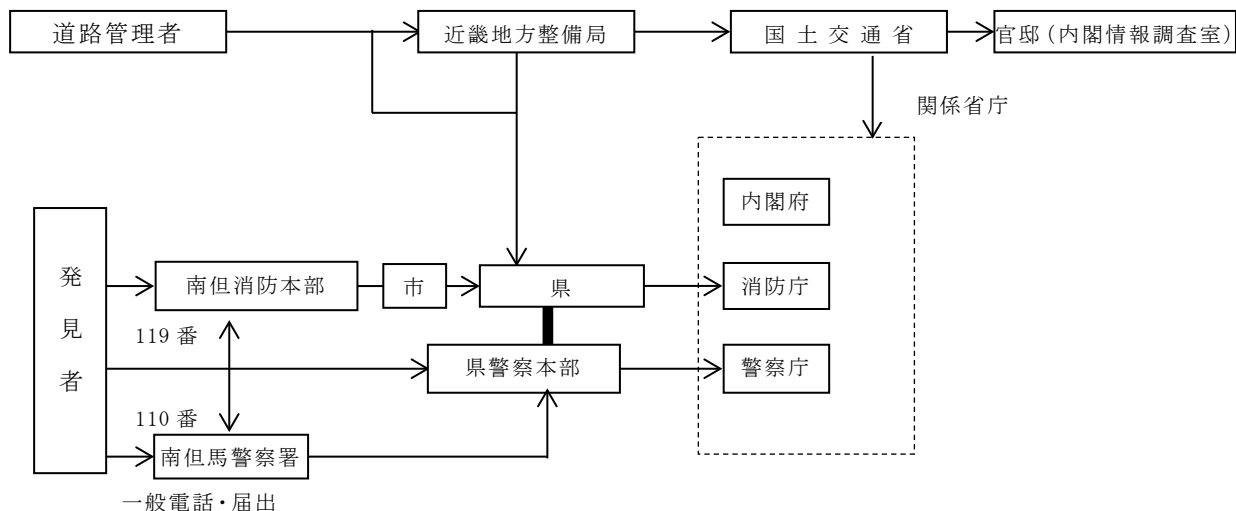 道路管理者
近畿地方整備局
国土交通省
官邸（内閣情報調査室）
関係省庁
内閣府
発見者
南但消防本部
市
県
消防庁
119 番
県警察本部
警察庁
110 番
南但馬警察署
一般電話・届出